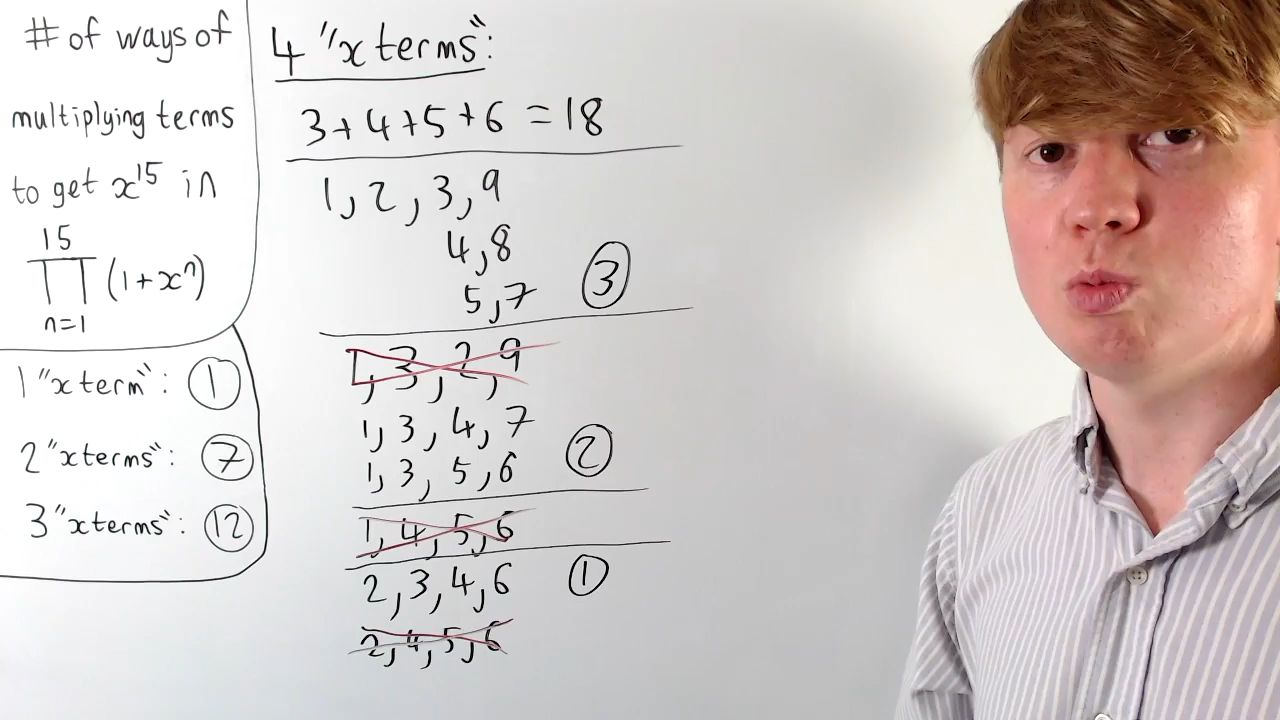 # of ways of
multiplying terms
to get x¹⁵ in
15
∏ (1+xⁿ)
n=1
1 "x term": ①
2 "x terms": ⑦
3 "x terms": ⑫
4 "x terms":
3+4+5+6 =18
1, 2, 3, 9
4, 8
5, 7 ③
1, 3, 2, 9
1, 3, 4, 7
1, 3, 5, 6 ②
1, 4, 5, 6
2, 3, 4, 6 ①
2, 4, 5, 6